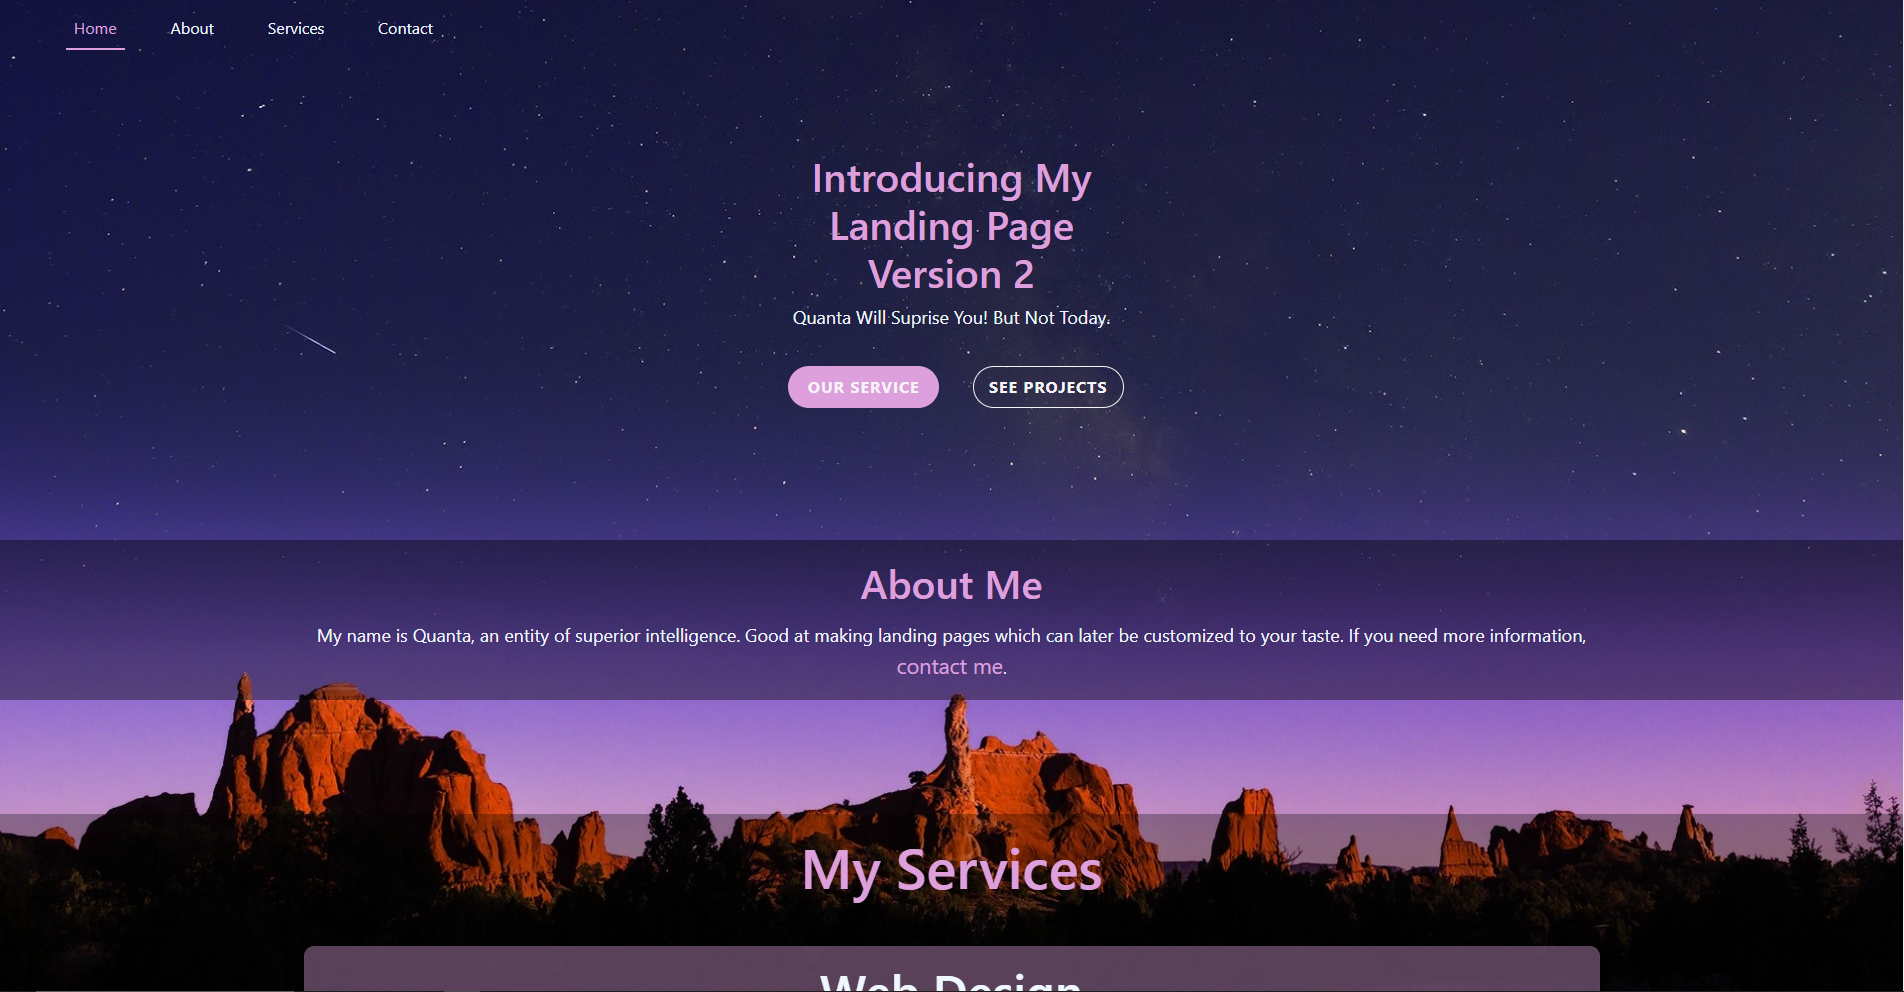 Home About Services Contact
Introducing My
Landing Page
Version 2
Quanta Will Suprise You! But Not Today.
OUR SERVICE SEE PROJECTS
About Me
My name is Quanta, an entity of superior intelligence. Good at making landing pages which can later be customized to your taste. If you need more information,
contact me.
My Services
Web Design